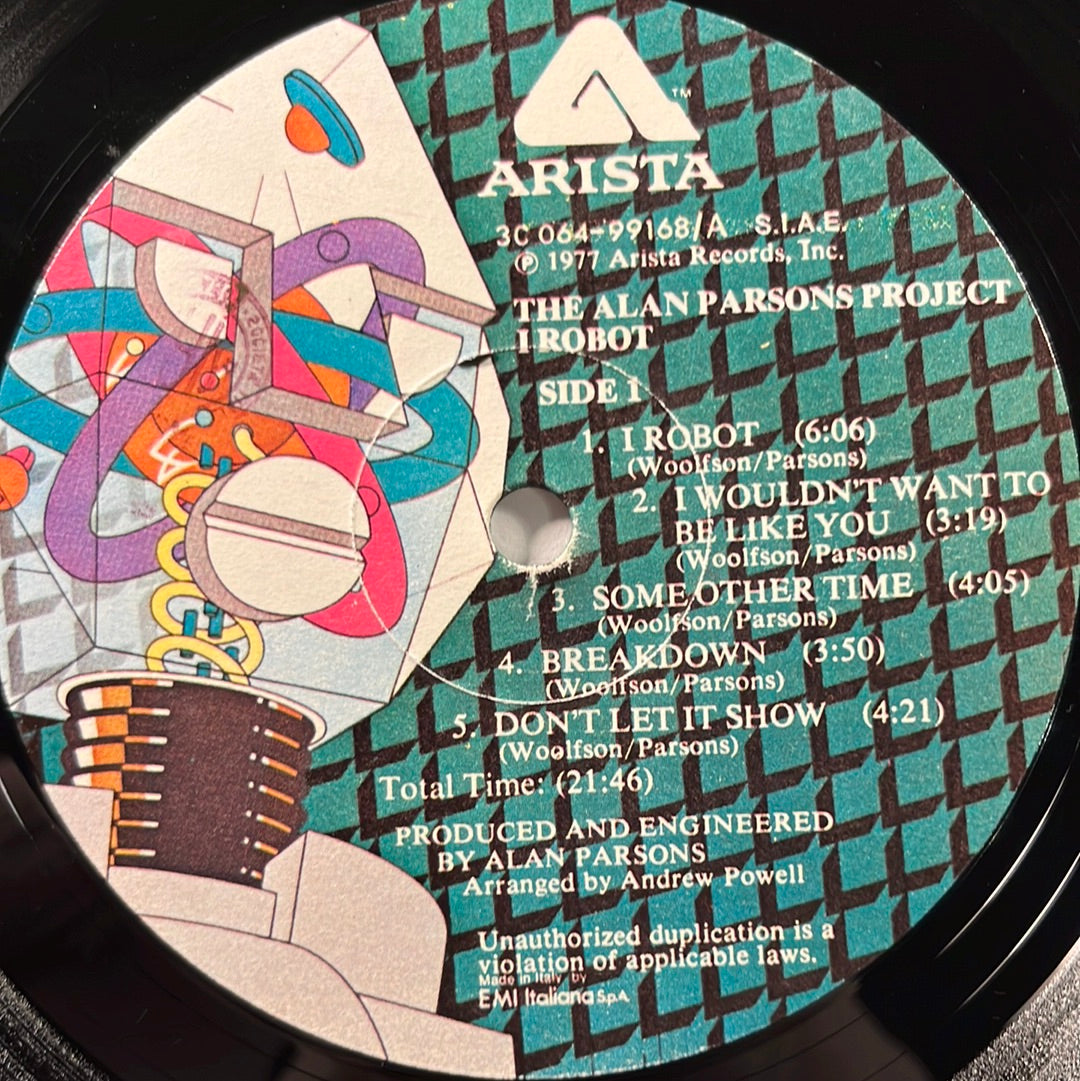 ™
ARISTA
3C 064-99168/A S.I.A.E.
℗ 1977 Arista Records, Inc.
THE ALAN PARSONS PROJECT
I ROBOT
SIDE 1
1. I ROBOT (6:06)
(Woolfson/Parsons)
2. I WOULDN'T WANT TO
BE LIKE YOU (3:19)
(Woolfson/Parsons)
3. SOME OTHER TIME (4:05)
(Woolfson/Parsons)
4. BREAKDOWN (3:50)
(Woolfson/Parsons)
5. DON'T LET IT SHOW (4:21)
(Woolfson/Parsons)
Total Time: (21:46)
PRODUCED AND ENGINEERED
BY ALAN PARSONS
Arranged by Andrew Powell
Unauthorized duplication is a
violation of applicable laws.
Made in Italy by
EMI Italiana S.p.A.